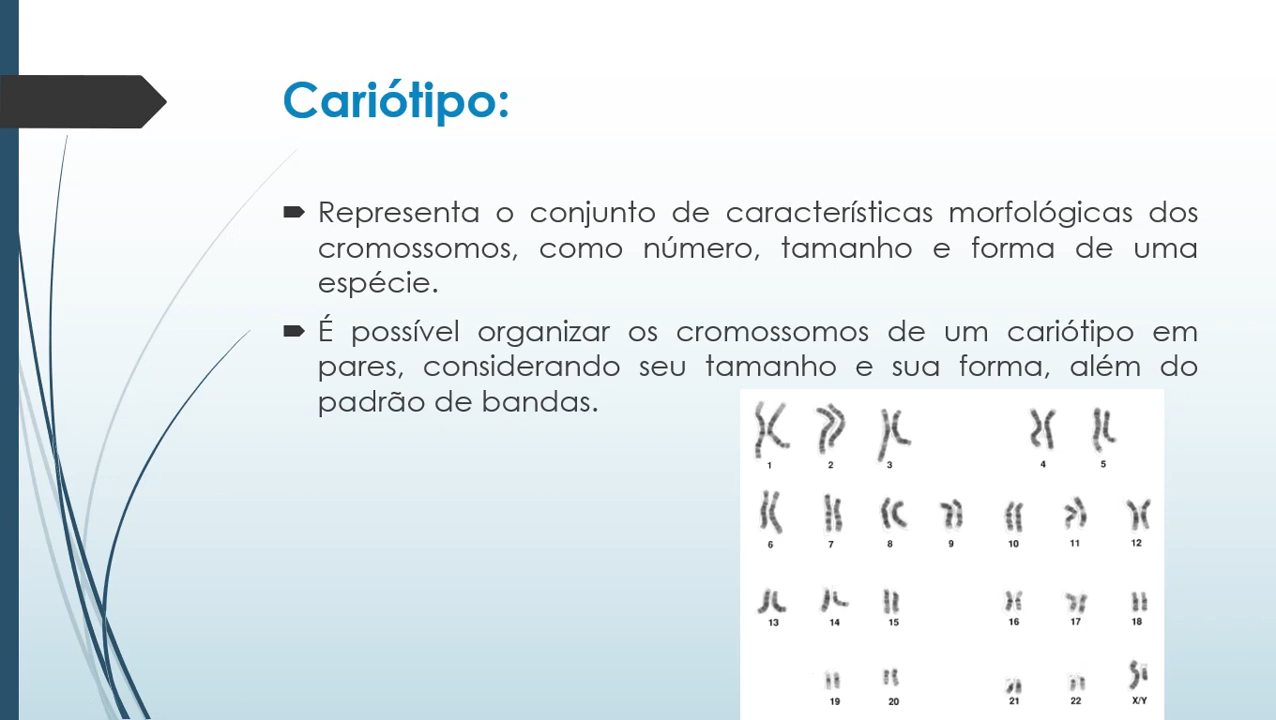 Cariótipo:
Representa o conjunto de características morfológicas dos
cromossomos, como número, tamanho e forma de uma
espécie.
É possível organizar os cromossomos de um cariótipo em
pares, considerando seu tamanho e sua forma, além do
padrão de bandas.
1 2 3 4 5
6 7 8 9 10 11 12
13 14 15 16 17 18
19 20 21 22 X/Y